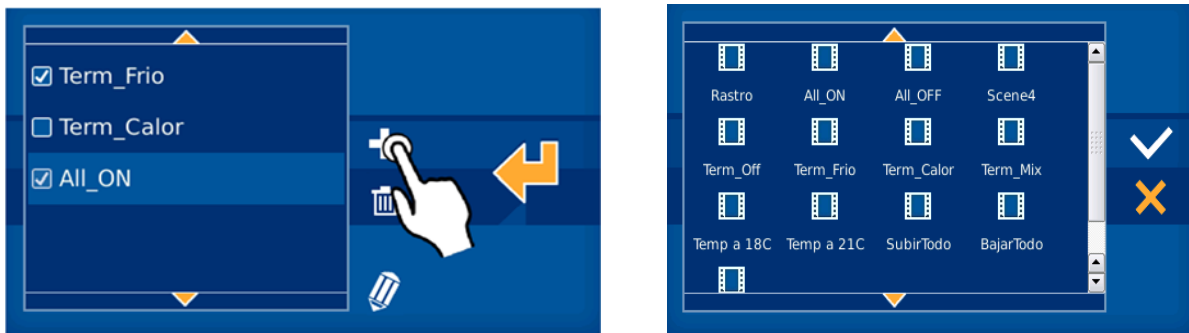 Term_Frio
Term_Calor
All_ON
Rastro All_ON All_OFF Scene4
Term_Off Term_Frio Term_Calor Term_Mix
Temp a 18C Temp a 21C SubirTodo BajarTodo